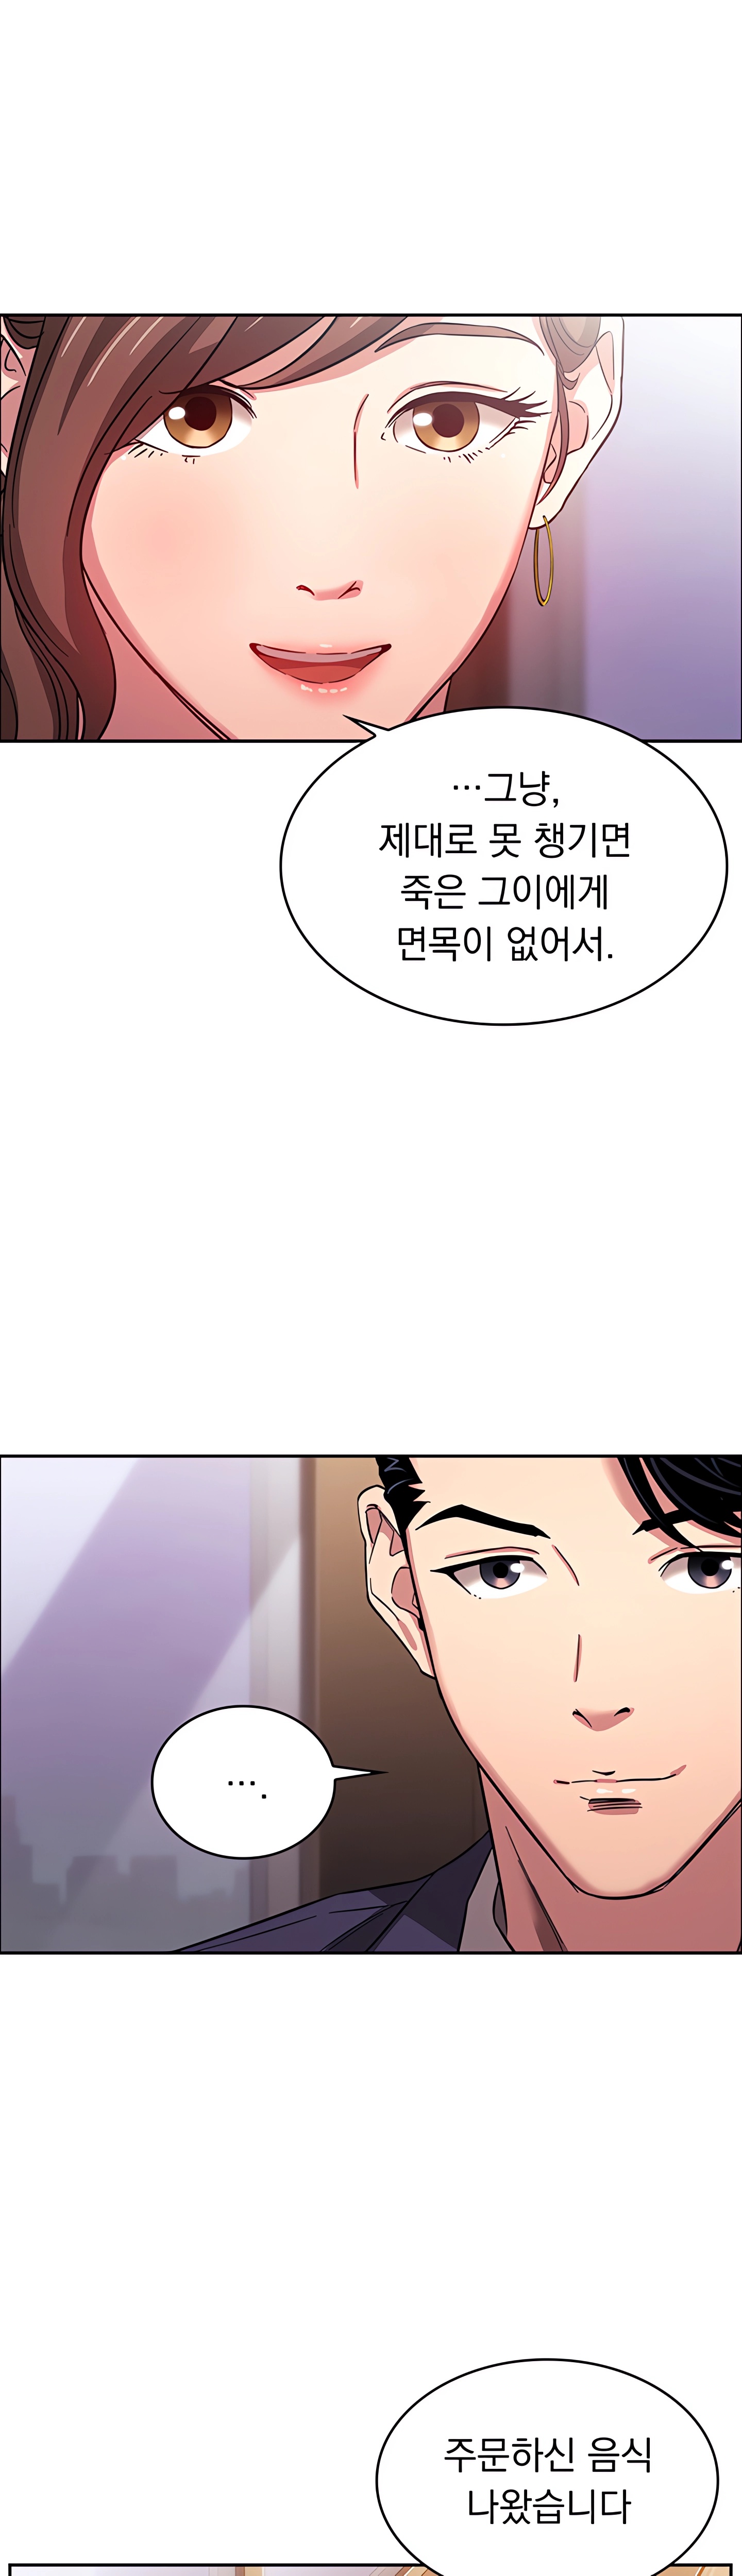 …그냥,
제대로 못 챙기면
죽은 그이에게
면목이 없어서.
….
주문하신 음식
나왔습니다